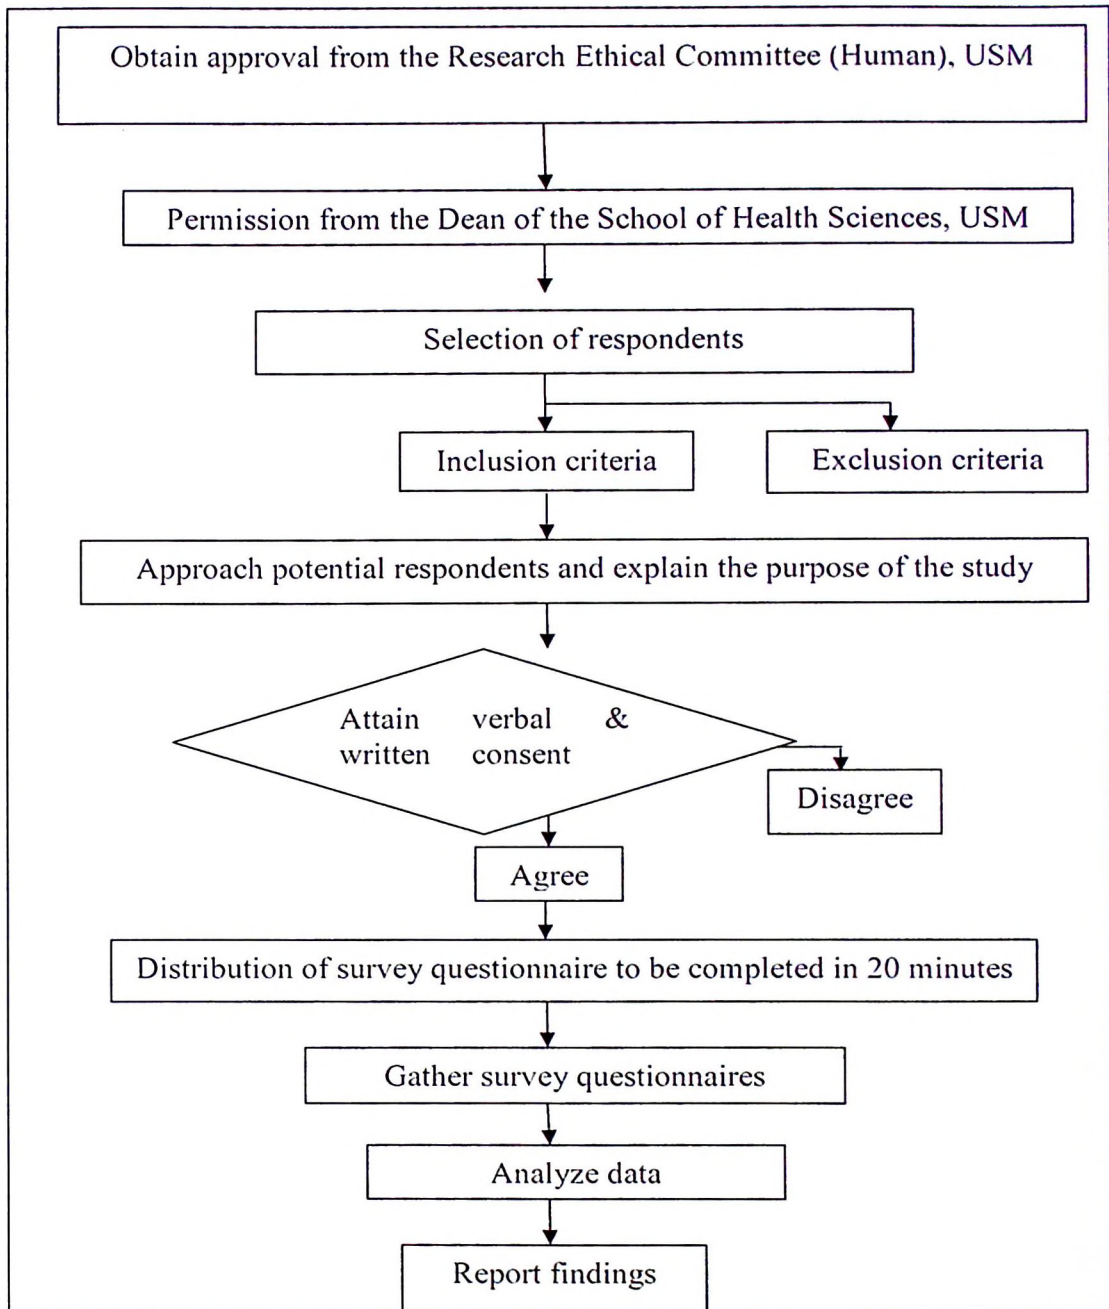 Obtain approval from the Research Ethical Committee (Human), USM
Permission from the Dean of the School of Health Sciences, USM
Selection of respondents
Inclusion criteria
Exclusion criteria
Approach potential respondents and explain the purpose of the study
Attain verbal &
written consent
Disagree
Agree
Distribution of survey questionnaire to be completed in 20 minutes
Gather survey questionnaires
Analyze data
Report findings